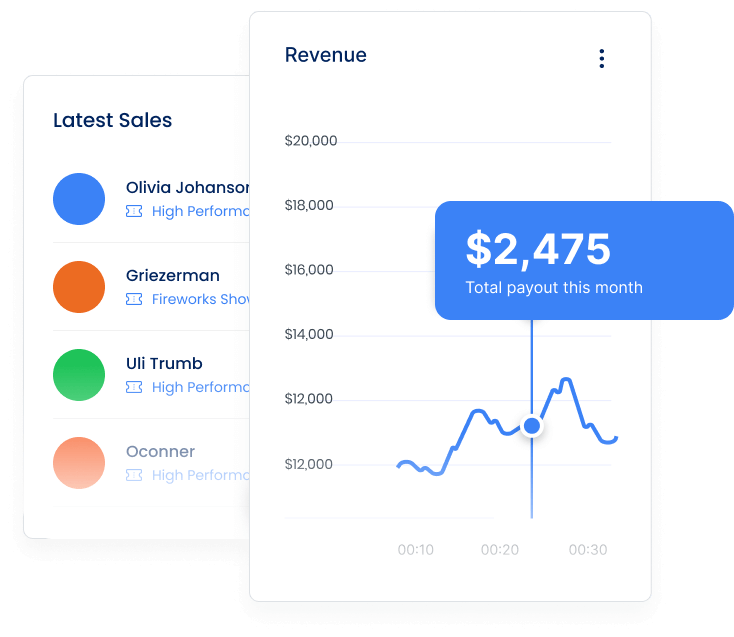 Revenue
Latest Sales
Olivia Johanson
High Performa
Griezerman
Fireworks Show
Uli Trumb
High Performa
Oconner
High Performa
$20,000
$18,000
$16,000
$14,000
$12,000
$12,000
$2,475
Total payout this month
00:10
00:20
00:30